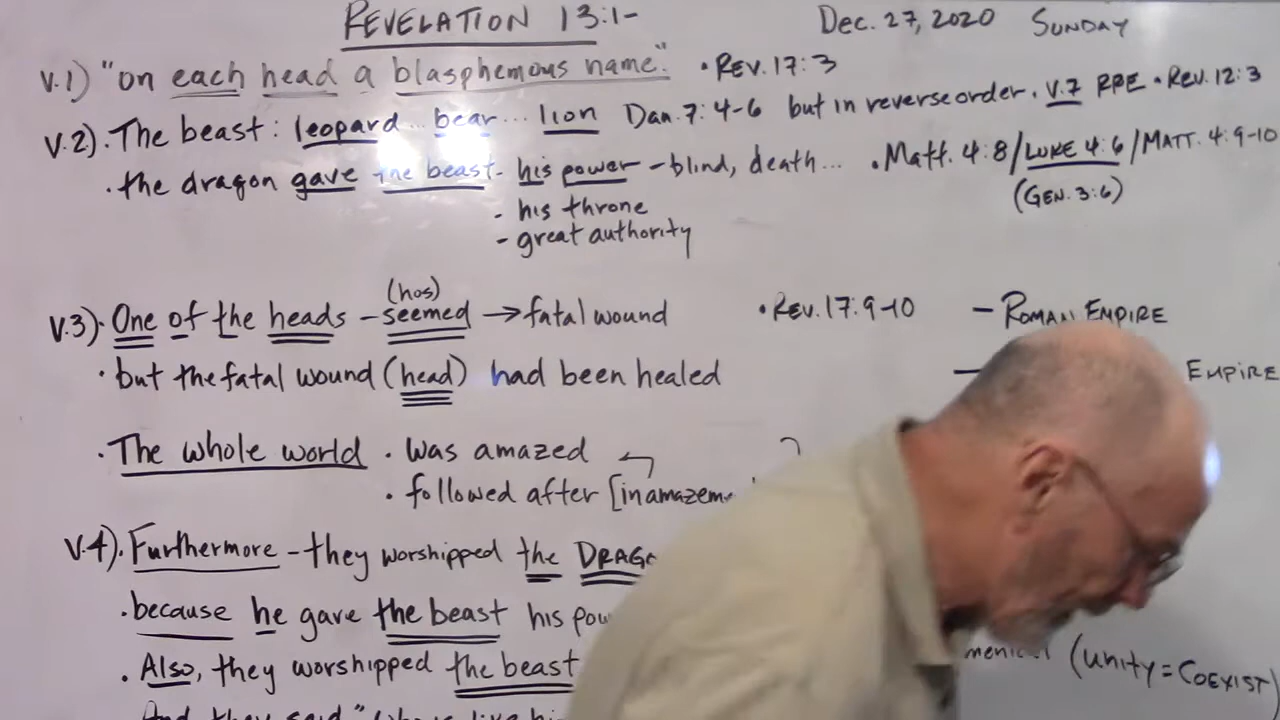 REVELATION 13:1- Dec. 27, 2020 SUNDAY
V.1) "on each head a blasphemous name." • REV. 17:3
V.2). The beast: leopard... bear... lion Dan. 7:4-6 but in reverse order. V.7 RPE • REV. 12:3
• the dragon gave the beast - his power - blind, death... • Matt. 4:8/LUKE 4:6/MATT. 4:9-10
- his throne (GEN. 3:6)
- great authority
(hos)
V.3). One of the heads - seemed → fatal wound • REV. 17:9-10 - ROMAN EMPIRE
• but the fatal wound (head) had been healed - EMPIRE
• The whole world • was amazed
• followed after [in amazeme
V.4). Furthermore - they worshipped the DRAGO
• because he gave the beast his pow
• Also, they worshipped the beast (unity = COEXIST)
And they said "